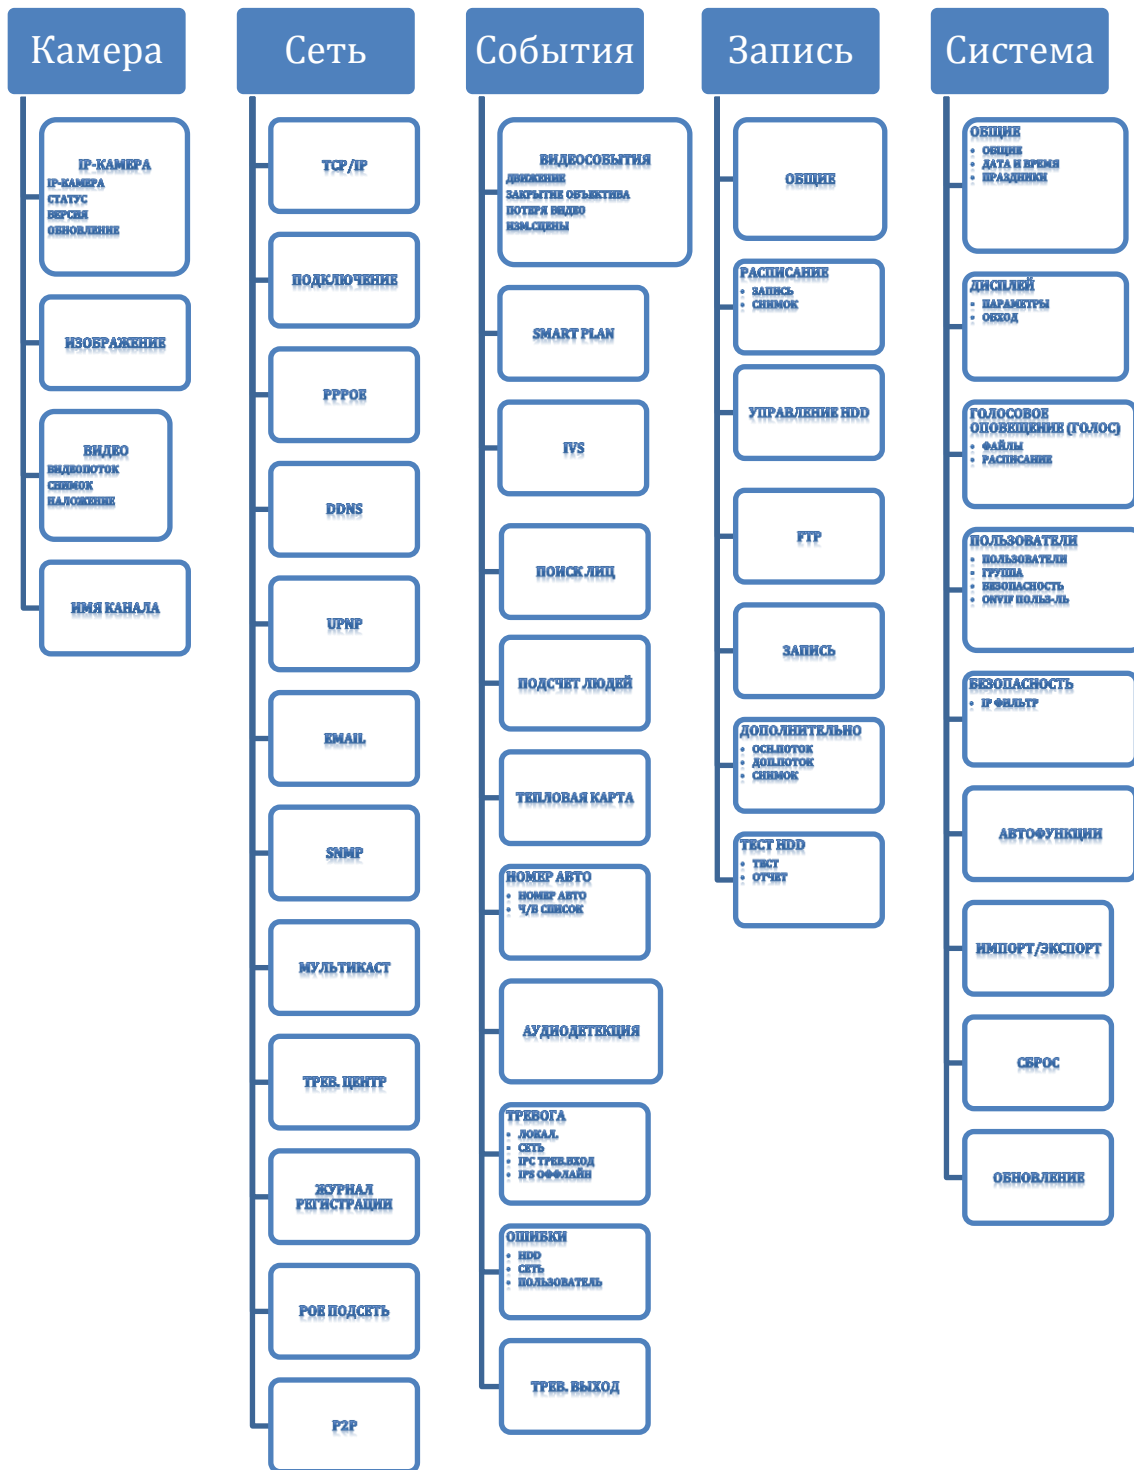 Камера
IP-КАМЕРА
IP-КАМЕРА
СТАТУС
ВЕРСИЯ
ОБНОВЛЕНИЕ
ИЗОБРАЖЕНИЕ
ВИДЕО
ВИДЕОПОТОК
СНИМОК
НАЛОЖЕНИЕ
ИМЯ КАНАЛА
Сеть
TCP/IP
ПОДКЛЮЧЕНИЕ
PPPOE
DDNS
UPNP
EMAIL
SNMP
МУЛЬТИКАСТ
ТРЕВ. ЦЕНТР
ЖУРНАЛ
РЕГИСТРАЦИИ
POE ПОДСЕТЬ
P2P
События
ВИДЕОСОБЫТИЯ
ДВИЖЕНИЕ
ЗАКРЫТИЕ ОБЪЕКТИВА
ПОТЕРЯ ВИДЕО
ИЗМ.СЦЕНЫ
SMART PLAN
IVS
ПОИСК ЛИЦ
ПОДСЧЕТ ЛЮДЕЙ
ТЕПЛОВАЯ КАРТА
НОМЕР АВТО
• НОМЕР АВТО
• Ч/Б СПИСОК
АУДИОДЕТЕКЦИЯ
ТРЕВОГА
• ЛОКАЛ.
• СЕТЬ
• IPC ТРЕВ.ВХОД
• IPS ОФФЛАЙН
ОШИБКИ
• HDD
• СЕТЬ
• ПОЛЬЗОВАТЕЛЬ
ТРЕВ. ВЫХОД
Запись
ОБЩИЕ
РАСПИСАНИЕ
• ЗАПИСЬ
• СНИМОК
УПРАВЛЕНИЕ HDD
FTP
ЗАПИСЬ
ДОПОЛНИТЕЛЬНО
• ОСН.ПОТОК
• ДОП.ПОТОК
• СНИМОК
ТЕСТ HDD
• ТЕСТ
• ОТЧЕТ
Система
ОБЩИЕ
• ОБЩИЕ
• ДАТА И ВРЕМЯ
• ПРАЗДНИКИ
ДИСПЛЕЙ
• ПАРАМЕТРЫ
• ОБХОД
ГОЛОСОВОЕ
ОПОВЕЩЕНИЕ (ГОЛОС)
• ФАЙЛЫ
• РАСПИСАНИЕ
ПОЛЬЗОВАТЕЛИ
• ПОЛЬЗОВАТЕЛИ
• ГРУППА
• БЕЗОПАСНОСТЬ
• ONVIF ПОЛЬЗ-ЛЬ
БЕЗОПАСНОСТЬ
• IP ФИЛЬТР
АВТОФУНКЦИИ
ИМПОРТ/ЭКСПОРТ
СБРОС
ОБНОВЛЕНИЕ